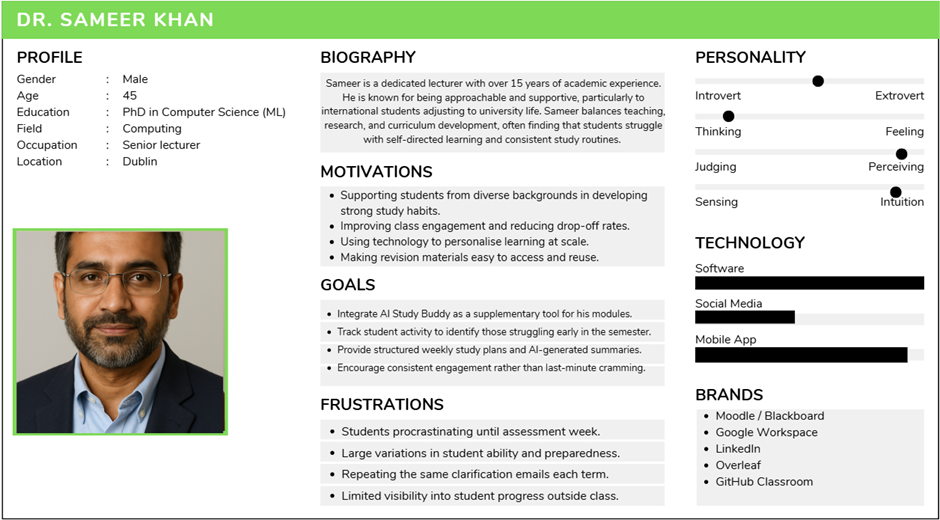 DR. SAMEER KHAN
PROFILE
Gender : Male
Age : 45
Education : PhD in Computer Science (ML)
Field : Computing
Occupation : Senior lecturer
Location : Dublin
BIOGRAPHY
Sameer is a dedicated lecturer with over 15 years of academic experience.
He is known for being approachable and supportive, particularly to
international students adjusting to university life. Sameer balances teaching,
research, and curriculum development, often finding that students struggle
with self-directed learning and consistent study routines.
MOTIVATIONS
• Supporting students from diverse backgrounds in developing
strong study habits.
• Improving class engagement and reducing drop-off rates.
• Using technology to personalise learning at scale.
• Making revision materials easy to access and reuse.
GOALS
• Integrate AI Study Buddy as a supplementary tool for his modules.
• Track student activity to identify those struggling early in the semester.
• Provide structured weekly study plans and AI-generated summaries.
• Encourage consistent engagement rather than last-minute cramming.
FRUSTRATIONS
• Students procrastinating until assessment week.
• Large variations in student ability and preparedness.
• Repeating the same clarification emails each term.
• Limited visibility into student progress outside class.
PERSONALITY
Introvert Extrovert
Thinking Feeling
Judging Perceiving
Sensing Intuition
TECHNOLOGY
Software
Social Media
Mobile App
BRANDS
• Moodle / Blackboard
• Google Workspace
• LinkedIn
• Overleaf
• GitHub Classroom